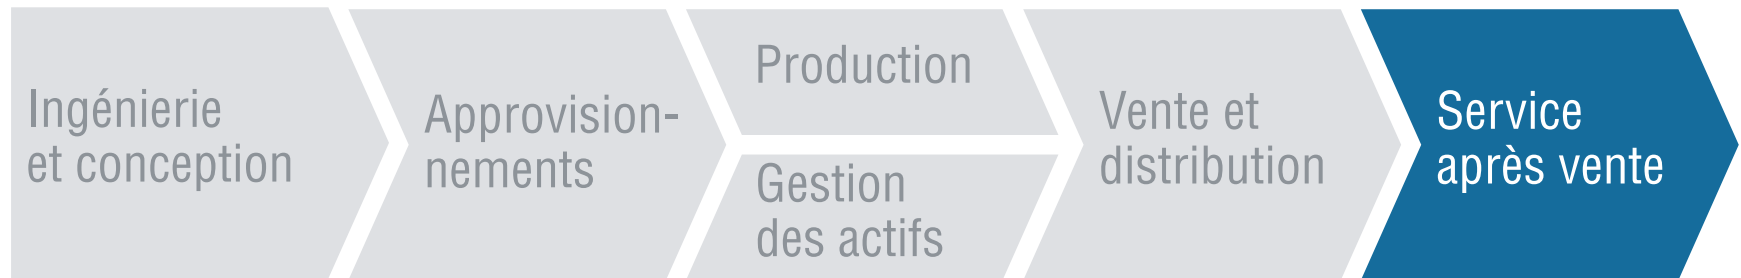 Ingénierie
et conception
Approvision-
nements
Production
Gestion
des actifs
Vente et
distribution
Service
après vente